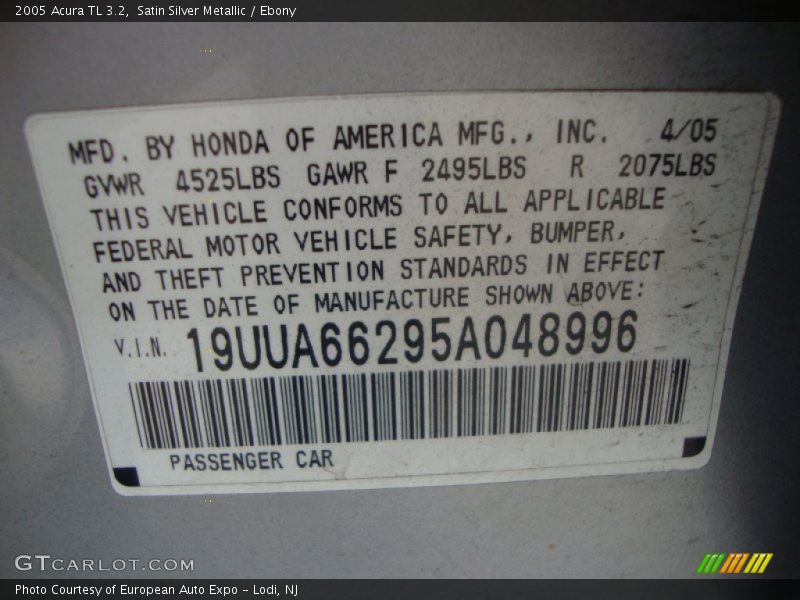 2005 Acura TL 3.2,  Satin Silver Metallic / Ebony
MFD. BY HONDA OF AMERICA MFG., INC. 4/05
GVWR 4525LBS GAWR F 2495LBS R 2075LBS
THIS VEHICLE CONFORMS TO ALL APPLICABLE
FEDERAL MOTOR VEHICLE SAFETY, BUMPER,
AND THEFT PREVENTION STANDARDS IN EFFECT
ON THE DATE OF MANUFACTURE SHOWN ABOVE:
V.I.N. 19UUA66295A048996
PASSENGER CAR
GTCARLOT.COM
Photo Courtesy of European Auto Expo - Lodi, NJ